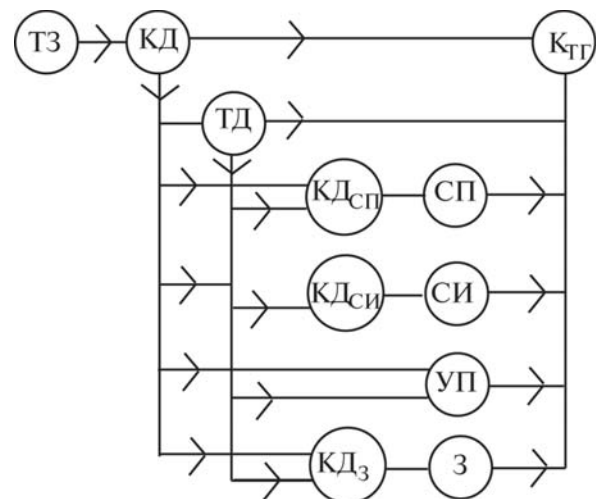 ТЗ КД КТГ
ТД
КДСП СП
КДСИ СИ
УП
КДЗ З